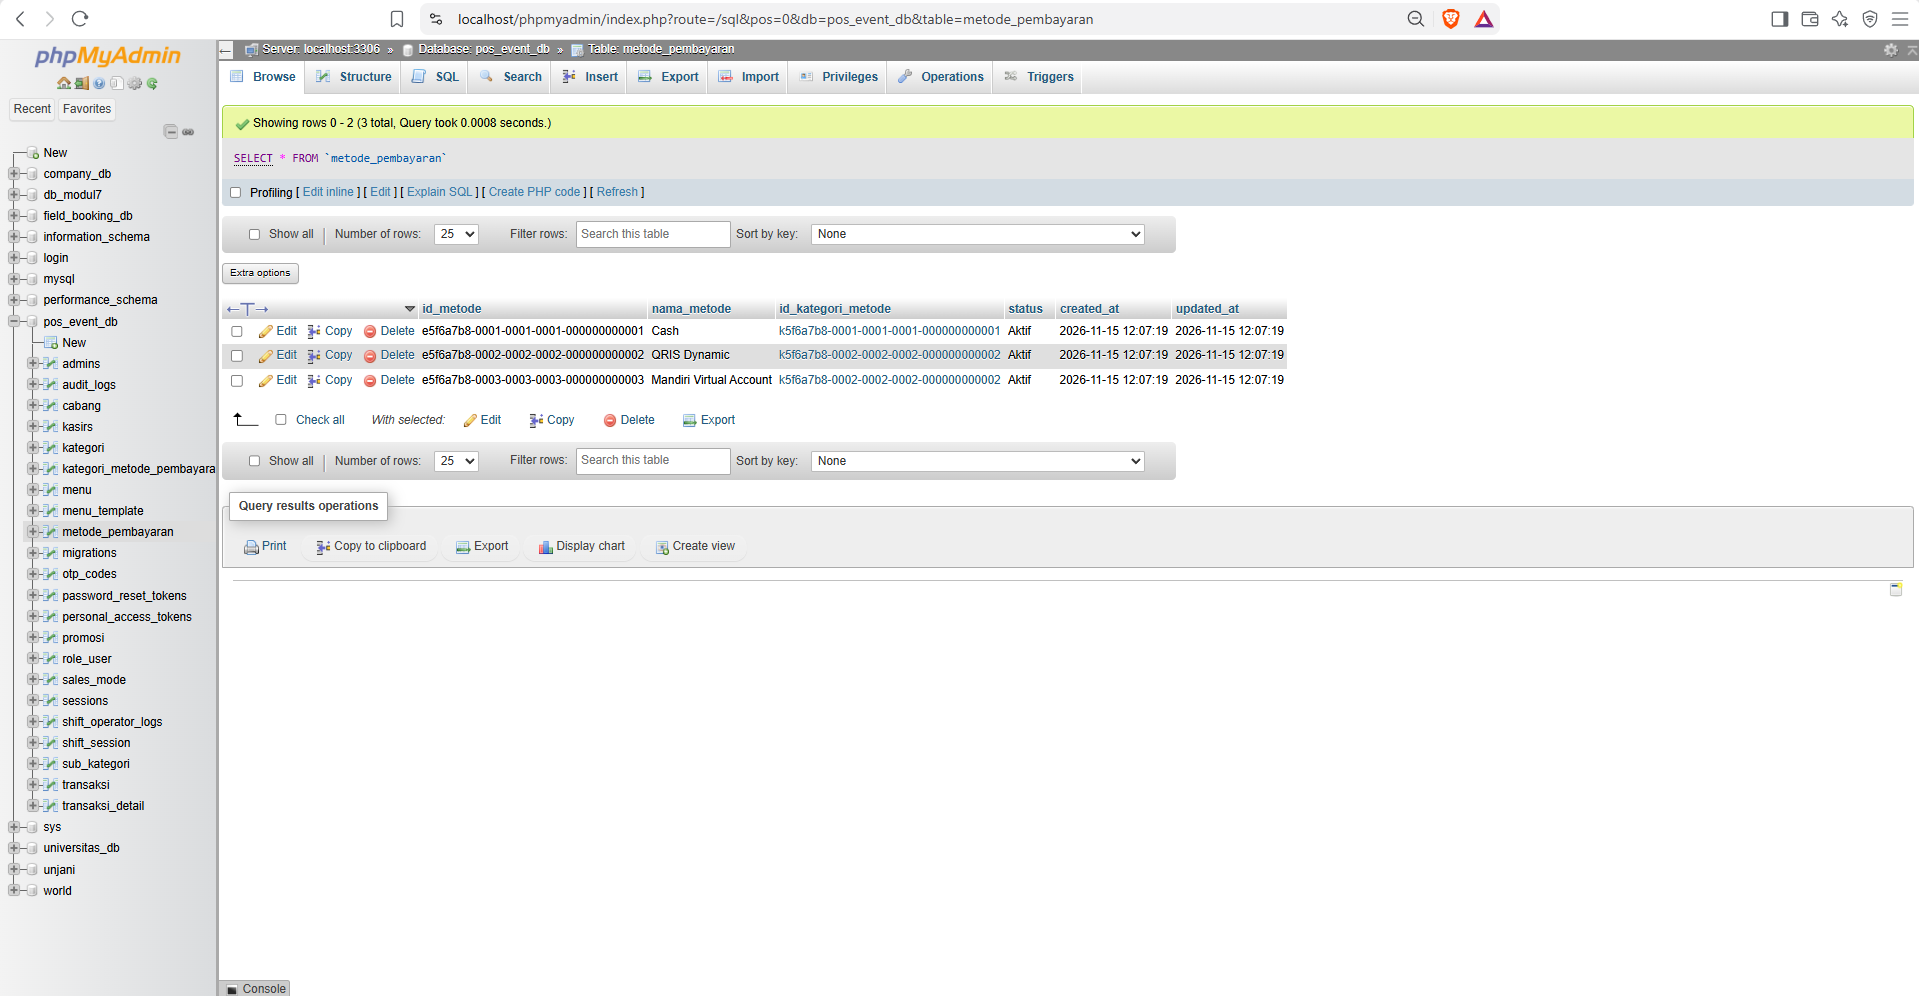 localhost/phpmyadmin/index.php?route=/sql&pos=0&db=pos_event_db&table=metode_pembayaran
phpMyAdmin
Recent Favorites
New
company_db
db_modul7
field_booking_db
information_schema
login
mysql
performance_schema
pos_event_db
New
admins
audit_logs
cabang
kasirs
kategori
kategori_metode_pembayara
menu
menu_template
metode_pembayaran
migrations
otp_codes
password_reset_tokens
personal_access_tokens
promosi
role_user
sales_mode
sessions
shift_operator_logs
shift_session
sub_kategori
transaksi
transaksi_detail
sys
universitas_db
unjani
world
Server: localhost:3306 » Database: pos_event_db » Table: metode_pembayaran
Browse Structure SQL Search Insert Export Import Privileges Operations Triggers
Showing rows 0 - 2 (3 total, Query took 0.0008 seconds.)
SELECT * FROM `metode_pembayaran`
Profiling [ Edit inline ] [ Edit ] [ Explain SQL ] [ Create PHP code ] [ Refresh ]
Show all | Number of rows: 25 Filter rows: Search this table Sort by key: None
Extra options
←T→ id_metode nama_metode id_kategori_metode status created_at updated_at
Edit Copy Delete e5f6a7b8-0001-0001-0001-000000000001 Cash k5f6a7b8-0001-0001-0001-000000000001 Aktif 2026-11-15 12:07:19 2026-11-15 12:07:19
Edit Copy Delete e5f6a7b8-0002-0002-0002-000000000002 QRIS Dynamic k5f6a7b8-0002-0002-0002-000000000002 Aktif 2026-11-15 12:07:19 2026-11-15 12:07:19
Edit Copy Delete e5f6a7b8-0003-0003-0003-000000000003 Mandiri Virtual Account k5f6a7b8-0002-0002-0002-000000000002 Aktif 2026-11-15 12:07:19 2026-11-15 12:07:19
Check all With selected: Edit Copy Delete Export
Show all | Number of rows: 25 Filter rows: Search this table Sort by key: None
Query results operations
Print Copy to clipboard Export Display chart Create view
Console